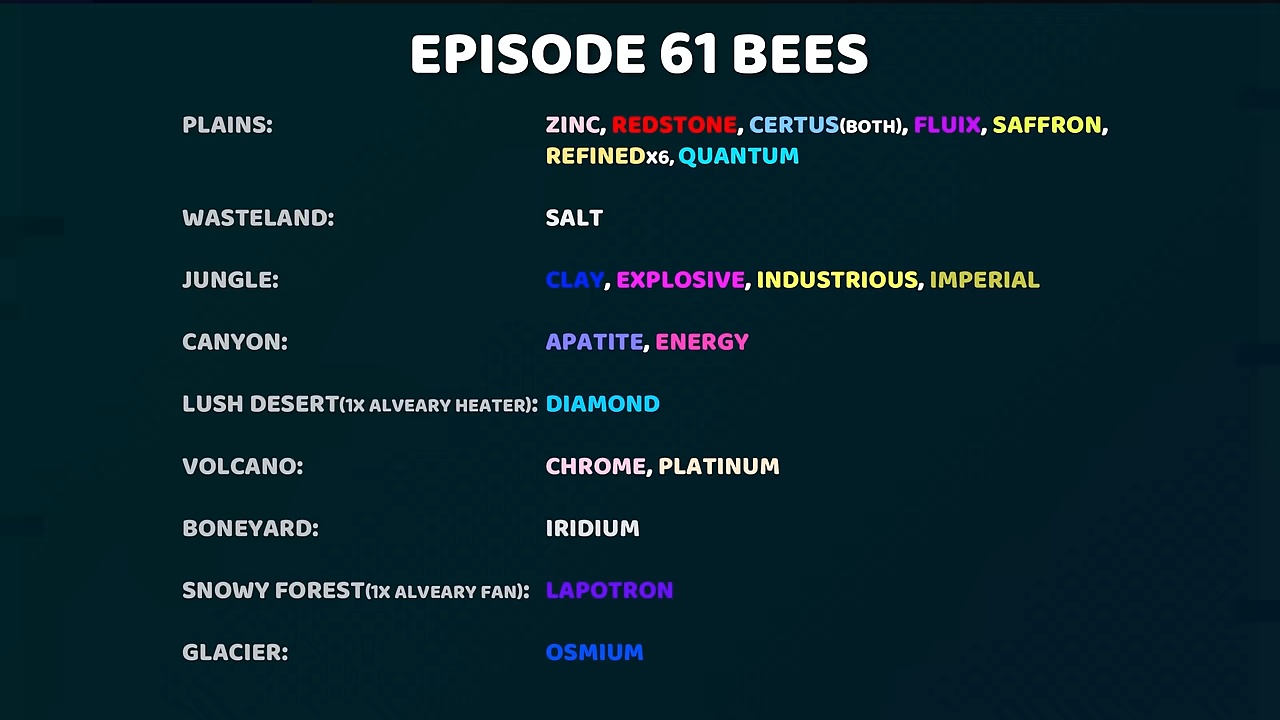 EPISODE 61 BEES
PLAINS: ZINC, REDSTONE, CERTUS(BOTH), FLUIX, SAFFRON,
REFINEDX6, QUANTUM
WASTELAND: SALT
JUNGLE: CLAY, EXPLOSIVE, INDUSTRIOUS, IMPERIAL
CANYON: APATITE, ENERGY
LUSH DESERT(1X ALVEARY HEATER): DIAMOND
VOLCANO: CHROME, PLATINUM
BONEYARD: IRIDIUM
SNOWY FOREST(1X ALVEARY FAN): LAPOTRON
GLACIER: OSMIUM